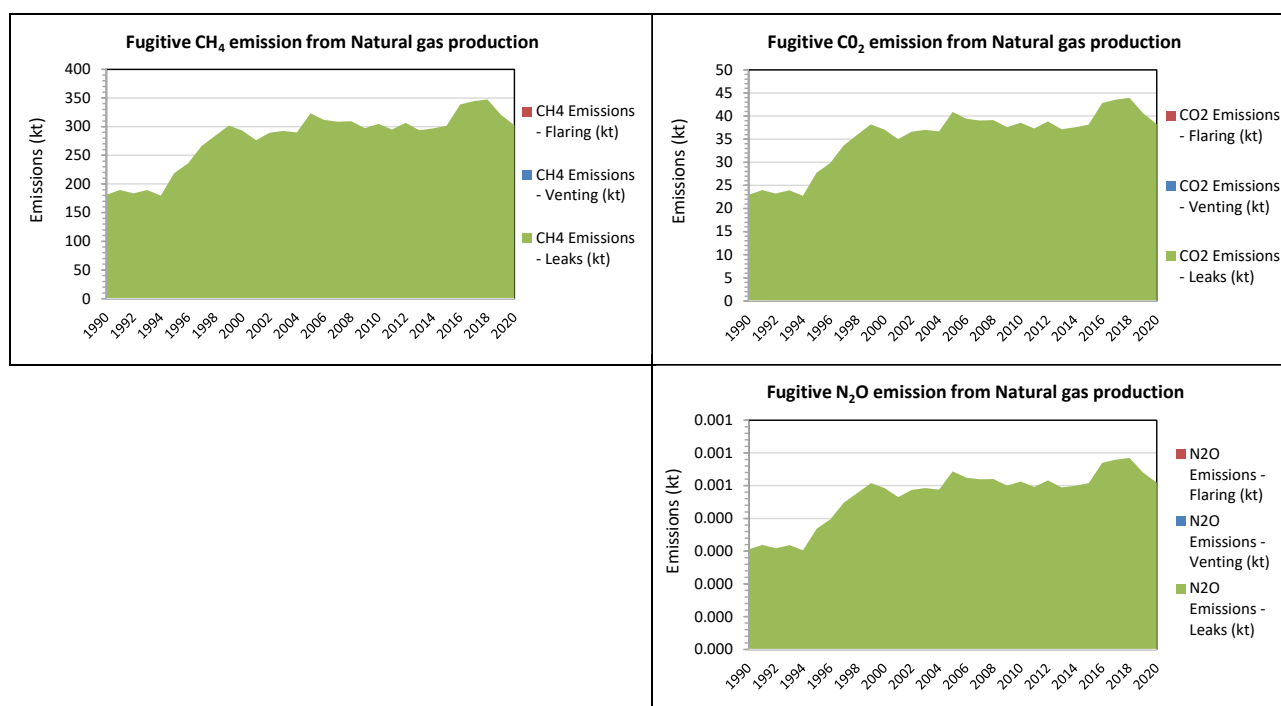 Fugitive CH₄ emission from Natural gas production
400
350
300
250
200
150
100
50
0
Emissions (kt)
1990
1992
1994
1996
1998
2000
2002
2004
2006
2008
2010
2012
2014
2016
2018
2020
CH4 Emissions
- Flaring (kt)
CH4 Emissions
- Venting (kt)
CH4 Emissions
- Leaks (kt)
Fugitive C0₂ emission from Natural gas production
50
45
40
35
30
25
20
15
10
5
0
Emissions (kt)
1990
1992
1994
1996
1998
2000
2002
2004
2006
2008
2010
2012
2014
2016
2018
2020
CO2 Emissions
- Flaring (kt)
CO2 Emissions
- Venting (kt)
CO2 Emissions
- Leaks (kt)
Fugitive N₂O emission from Natural gas production
0.001
0.001
0.001
0.000
0.000
0.000
0.000
0.000
Emissions (kt)
1990
1992
1994
1996
1998
2000
2002
2004
2006
2008
2010
2012
2014
2016
2018
2020
N2O
Emissions -
Flaring (kt)
N2O
Emissions -
Venting (kt)
N2O
Emissions -
Leaks (kt)